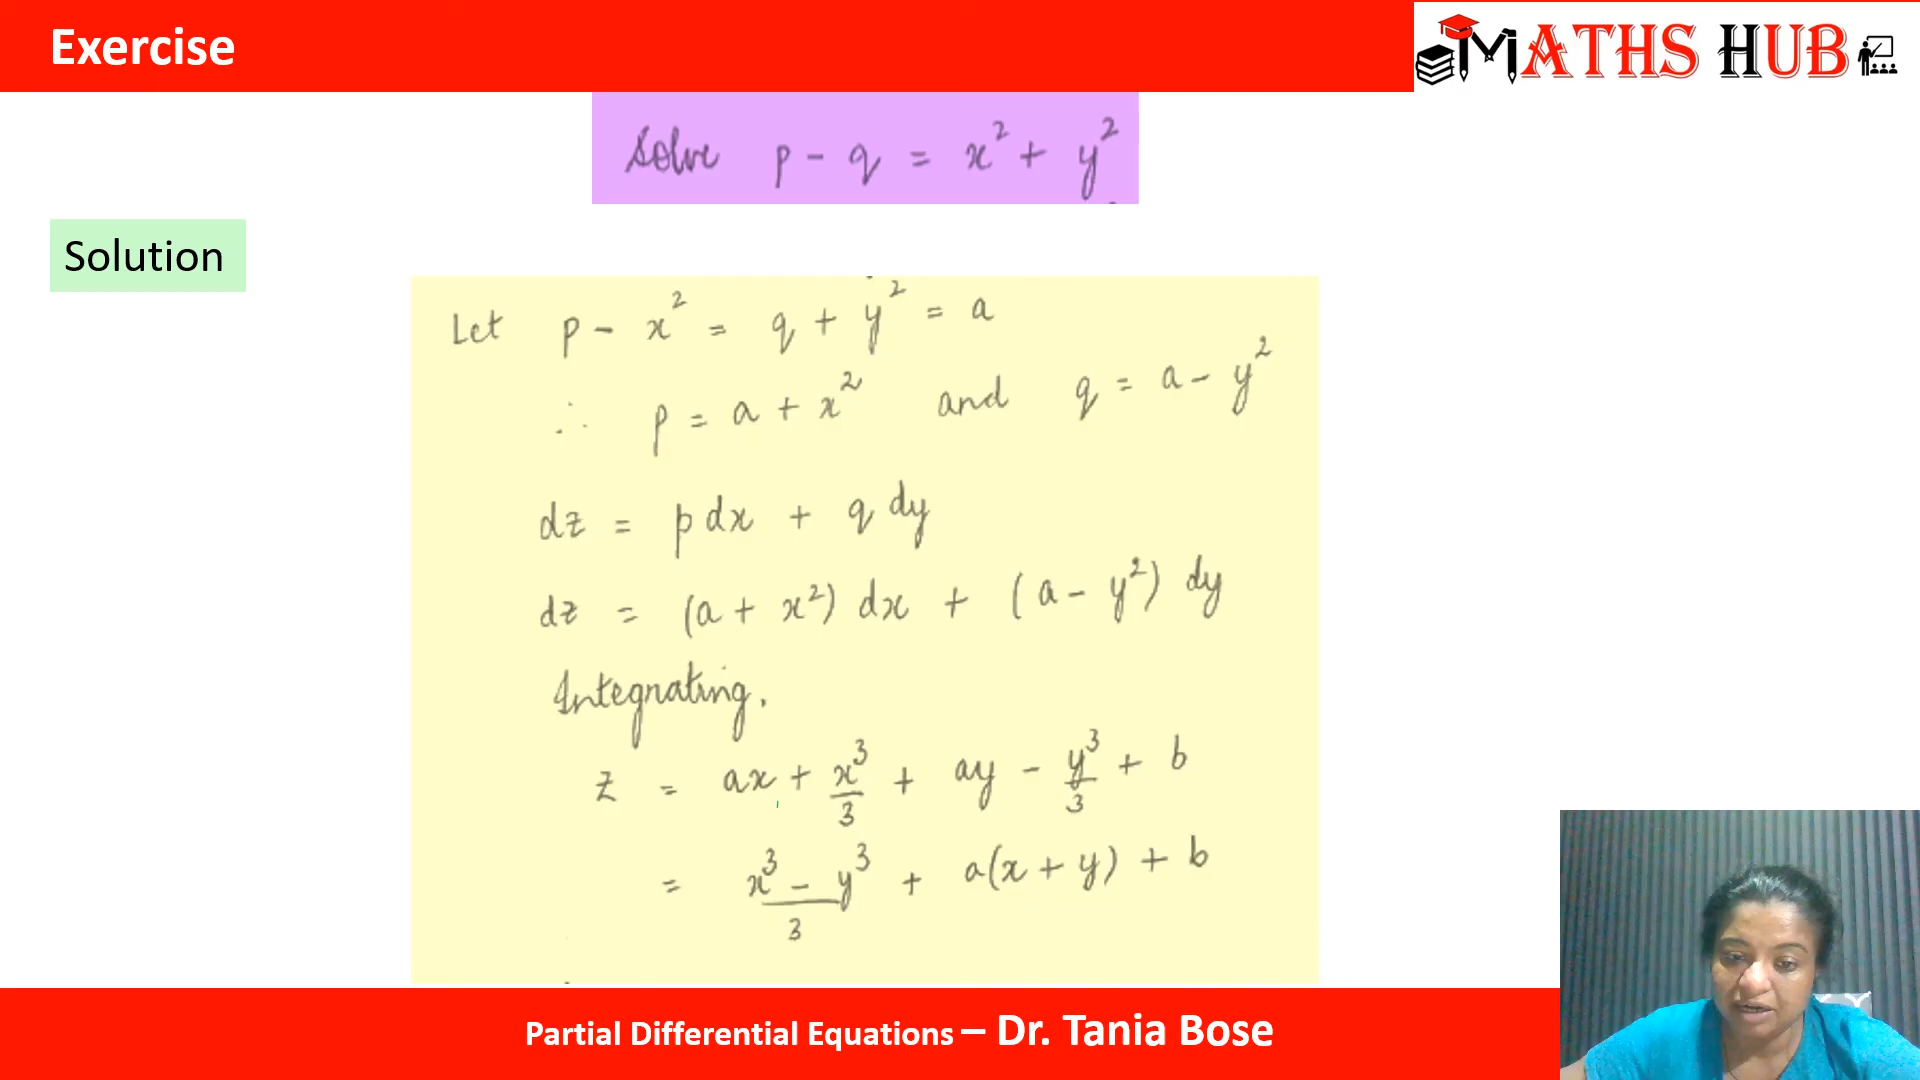 Exercise
MATHS HUB
Solve p - q = x² + y²
Solution
Let p - x² = q + y² = a
∴ p = a + x² and q = a - y²
dz = p dx + q dy
dz = (a + x²) dx + (a - y²) dy
Integrating,
z = ax + x³/3 + ay - y³/3 + b
= x³ - y³/3 + a(x + y) + b
Partial Differential Equations – Dr. Tania Bose